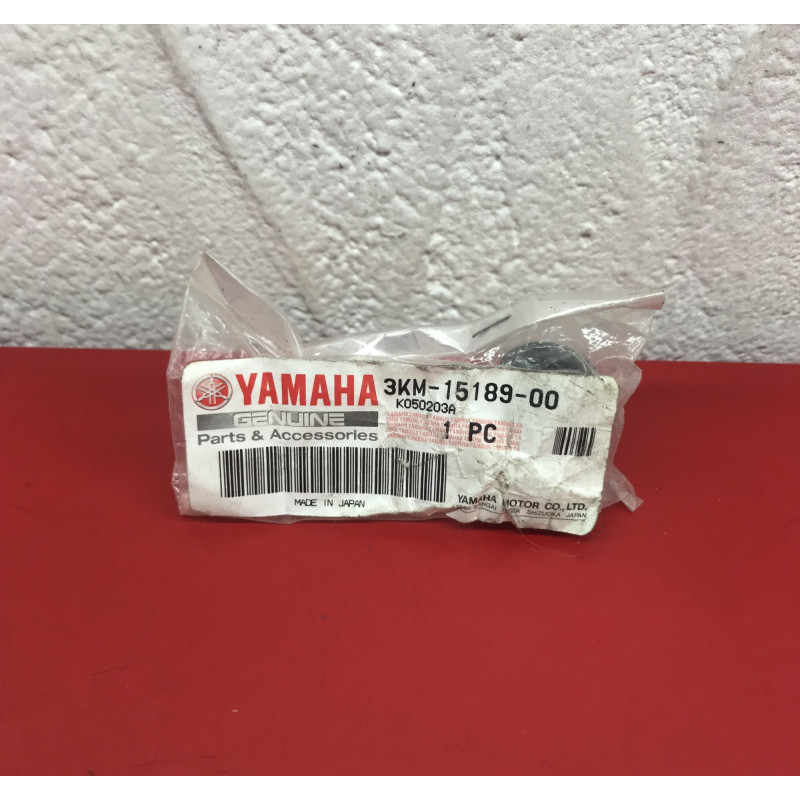 YAMAHA 3KM-15189-00
K050203A
GENUINE
1 PC
Parts & Accessories
MADE IN JAPAN
YAMAHA MOTOR CO.,LTD.
SHIZUOKA JAPAN